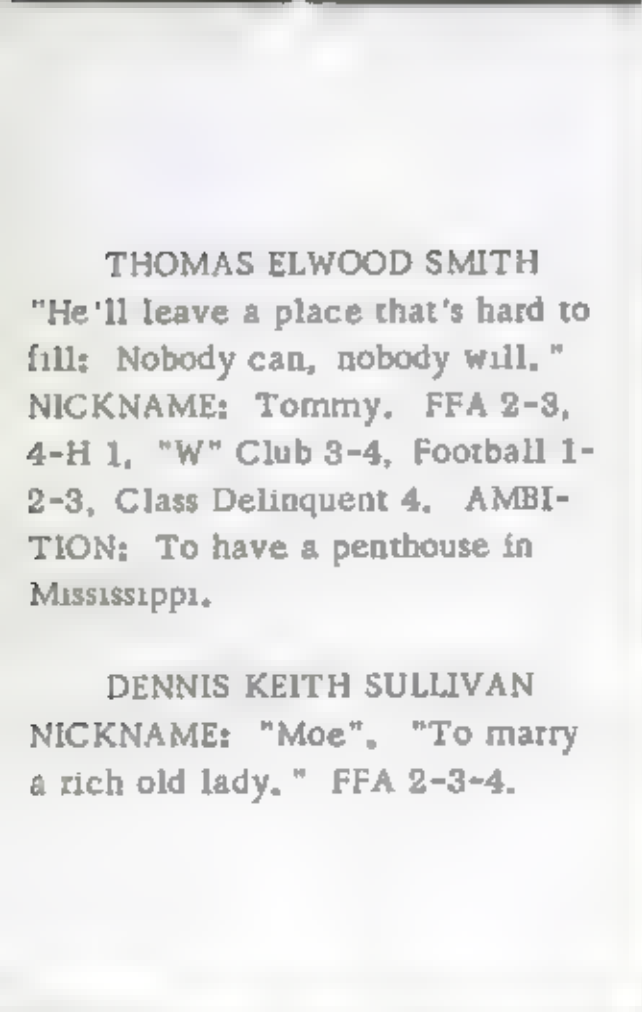 THOMAS ELWOOD SMITH
"He'll leave a place that's hard to
fill: Nobody can, nobody will."
NICKNAME: Tommy. FFA 2-3,
4-H 1, "W" Club 3-4, Football 1-
2-3, Class Delinquent 4. AMBI-
TION: To have a penthouse in
Mississippi.
DENNIS KEITH SULLIVAN
NICKNAME: "Moe". "To marry
a rich old lady." FFA 2-3-4.